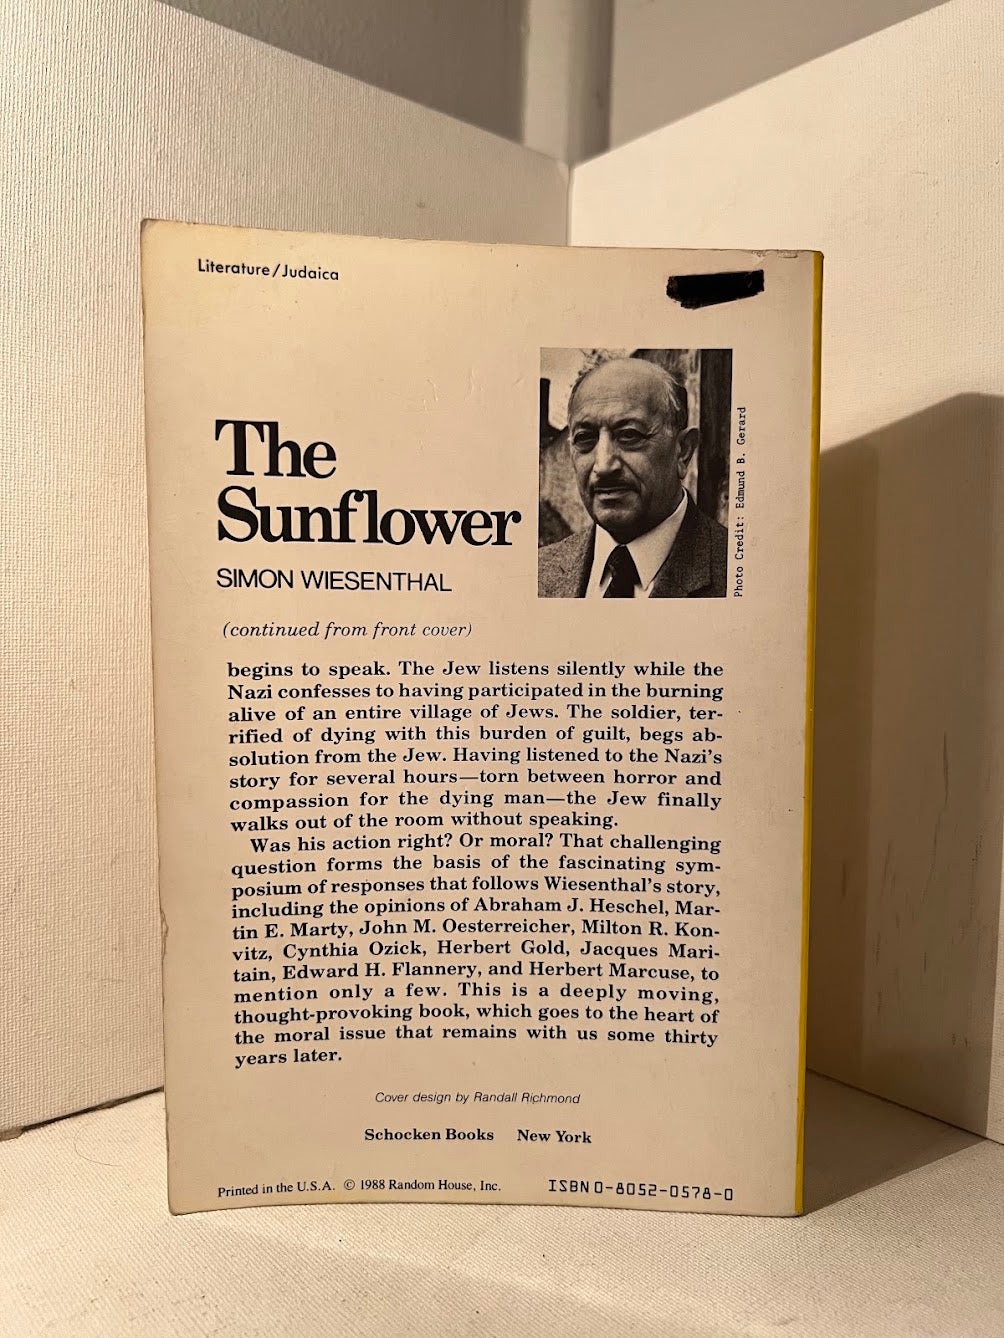 Literature/Judaica
The
Sunflower
SIMON WIESENTHAL
Photo Credit: Edmund B. Gerard
(continued from front cover)
begins to speak. The Jew listens silently while the
Nazi confesses to having participated in the burning
alive of an entire village of Jews. The soldier, ter-
rified of dying with this burden of guilt, begs ab-
solution from the Jew. Having listened to the Nazi's
story for several hours—torn between horror and
compassion for the dying man—the Jew finally
walks out of the room without speaking.
Was his action right? Or moral? That challenging
question forms the basis of the fascinating sym-
posium of responses that follows Wiesenthal's story,
including the opinions of Abraham J. Heschel, Mar-
tin E. Marty, John M. Oesterreicher, Milton R. Kon-
vitz, Cynthia Ozick, Herbert Gold, Jacques Mari-
tain, Edward H. Flannery, and Herbert Marcuse, to
mention only a few. This is a deeply moving,
thought-provoking book, which goes to the heart of
the moral issue that remains with us some thirty
years later.
Cover design by Randall Richmond
Schocken Books New York
Printed in the U.S.A. © 1988 Random House, Inc. ISBN 0-8052-0578-0